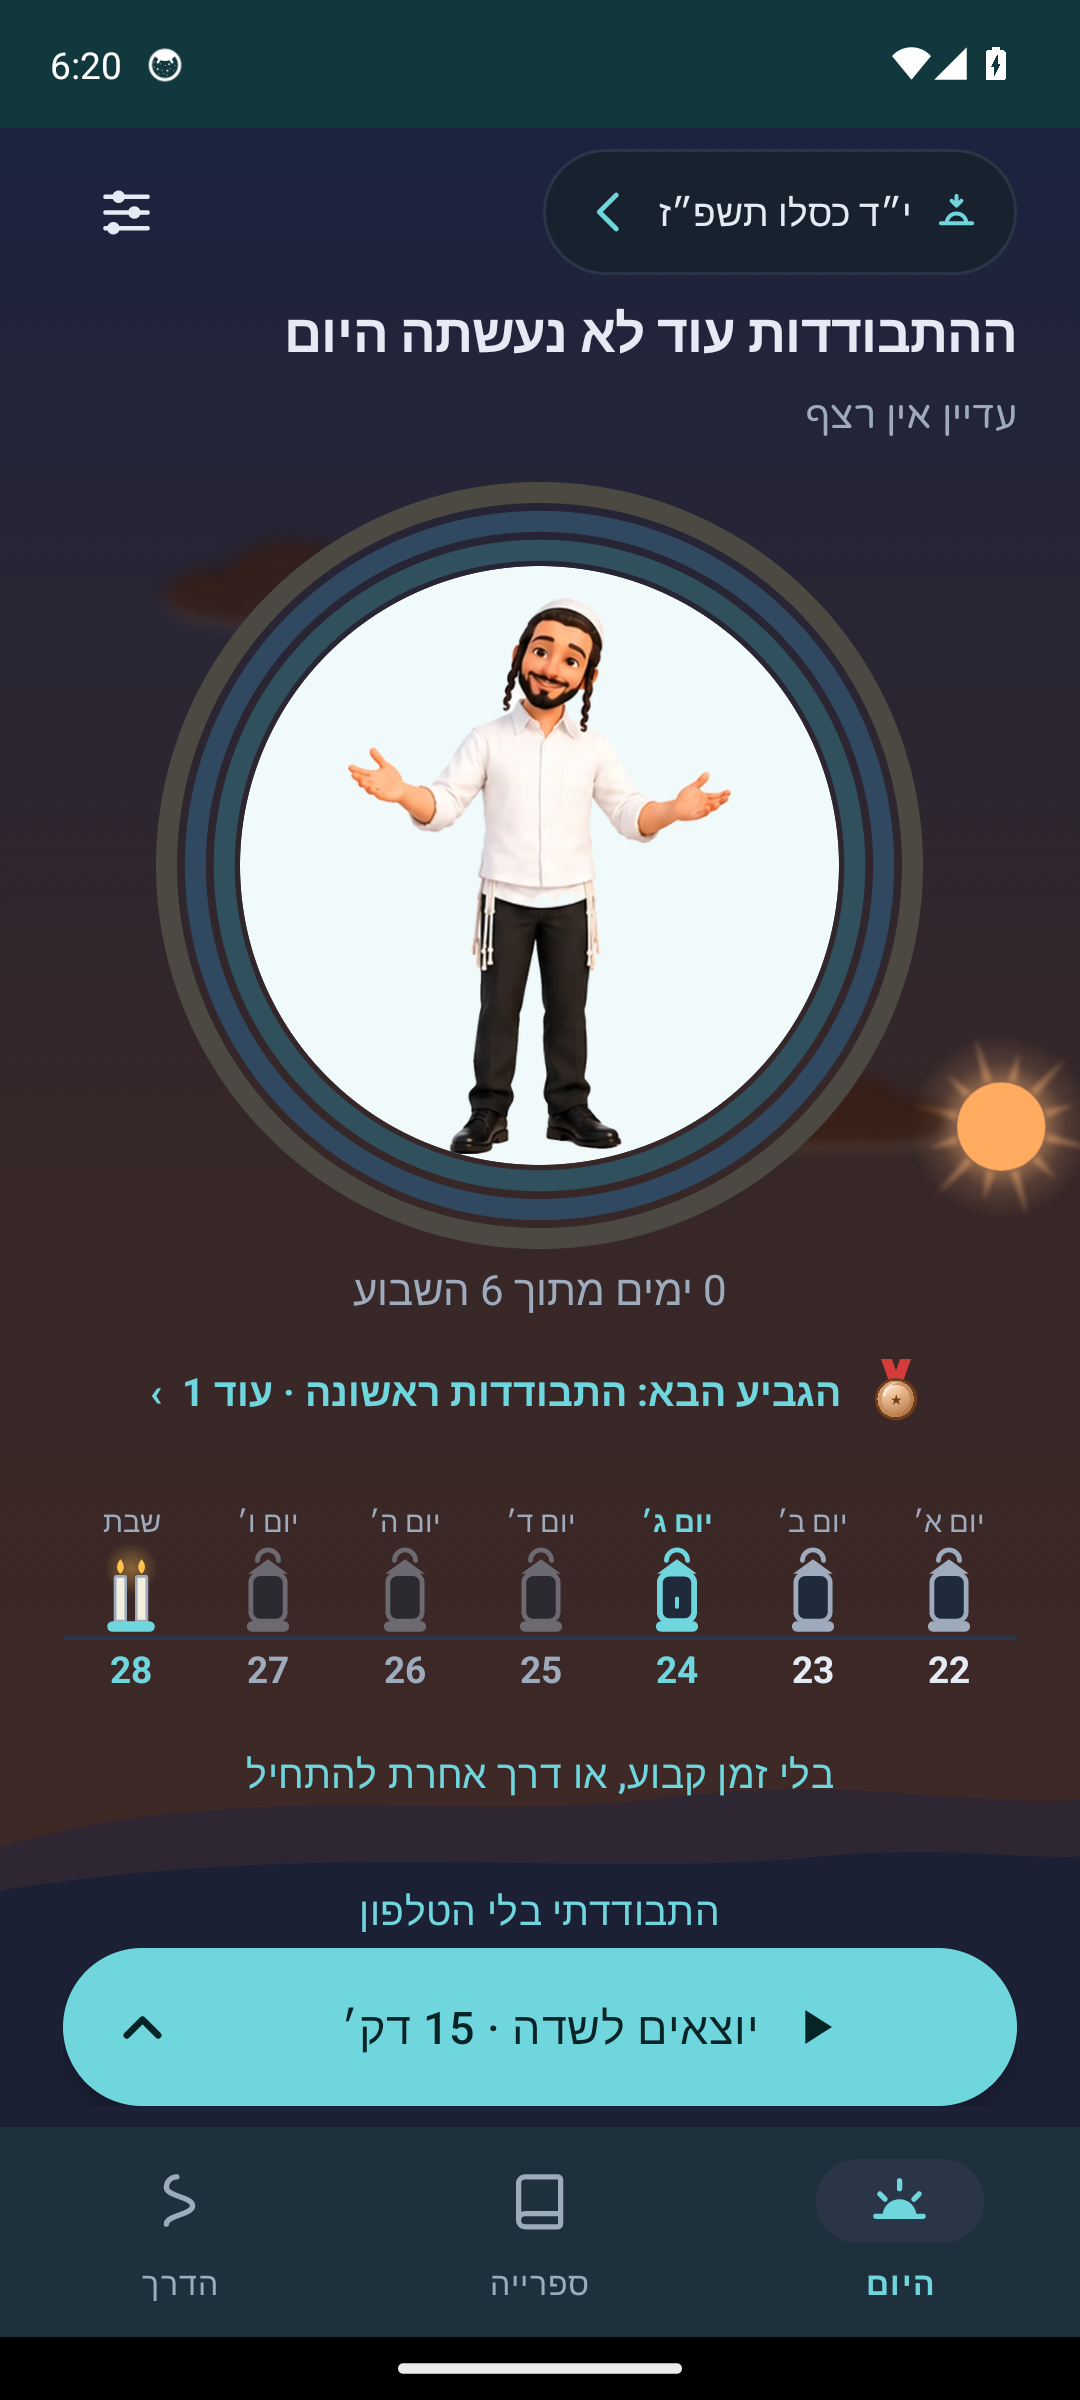 6:20
י״ד כסלו תשפ״ז
ההתבודדות עוד לא נעשתה היום
עדיין אין רצף
0 ימים מתוך 6 השבוע
הגביע הבא: התבודדות ראשונה · עוד 1 ›
יום א׳ יום ב׳ יום ג׳ יום ד׳ יום ה׳ יום ו׳ שבת
22 23 24 25 26 27 28
בלי זמן קבוע, או דרך אחרת להתחיל
התבודדתי בלי הטלפון
יוצאים לשדה · 15 דק׳
היום ספרייה הדרך